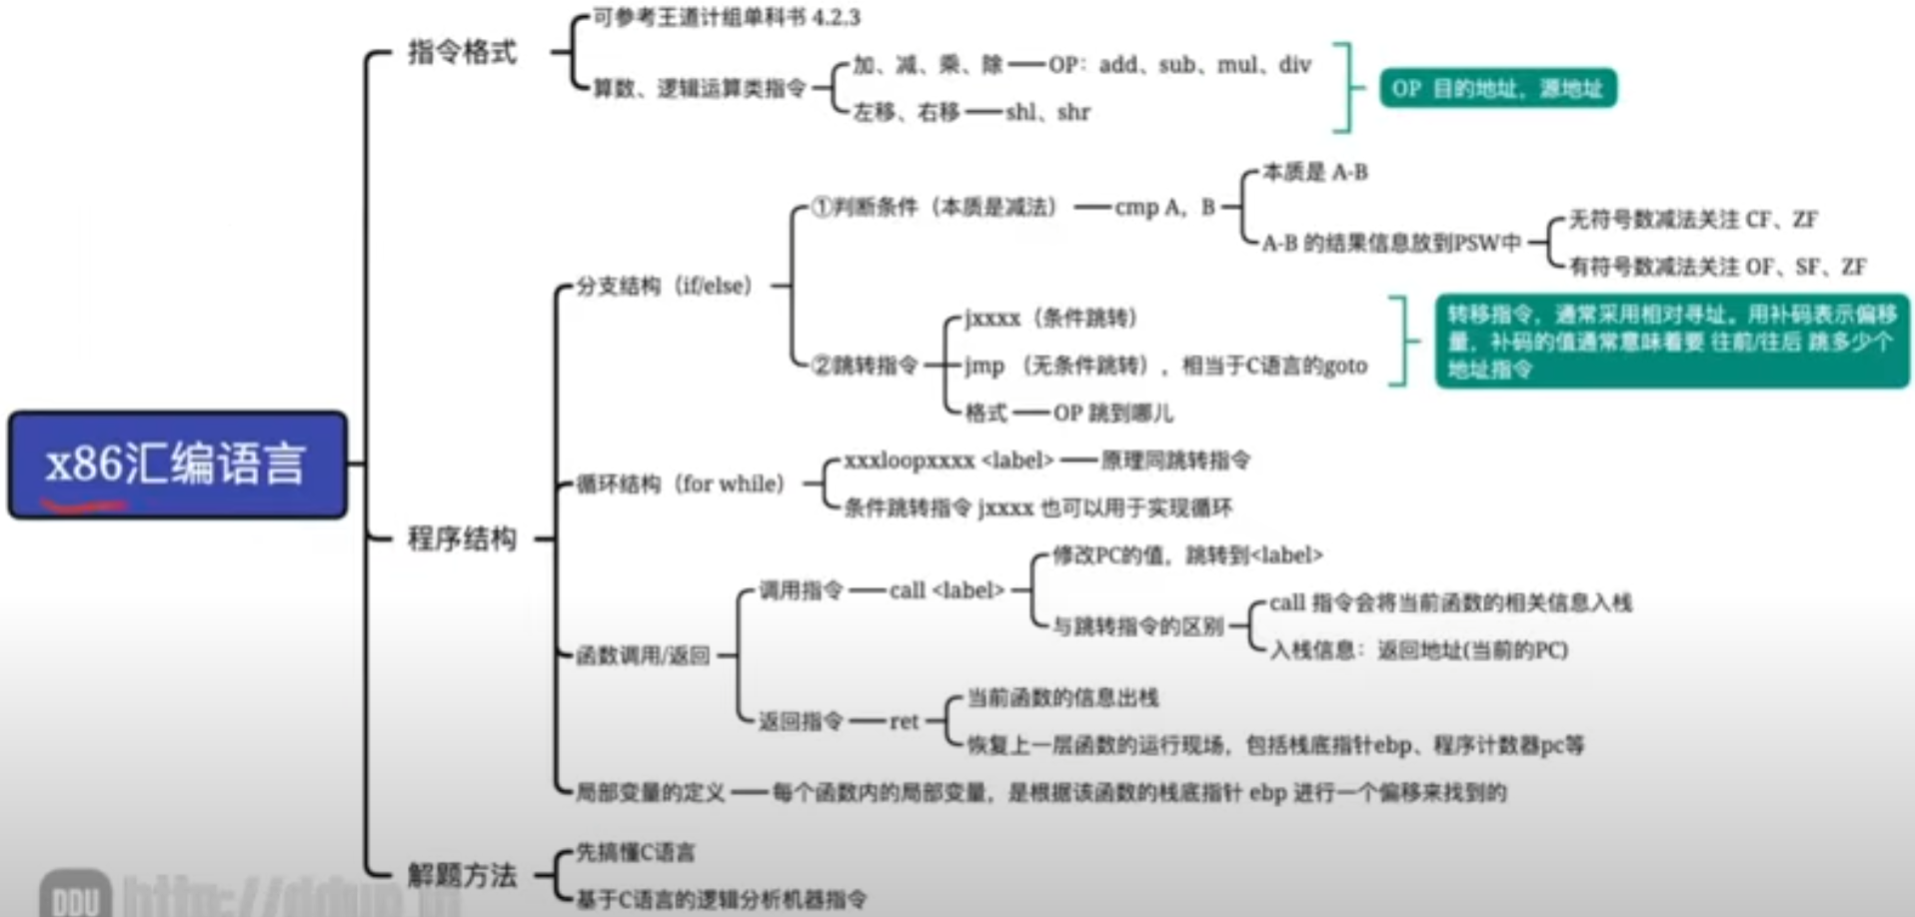 x86汇编语言
指令格式
可参考王道计组单科书 4.2.3
算数、逻辑运算类指令
加、减、乘、除
OP：add、sub、mul、div
左移、右移
shl、shr
OP 目的地址，源地址
程序结构
分支结构（if/else）
①判断条件（本质是减法）
cmp A，B
本质是 A-B
A-B 的结果信息放到PSW中
无符号数减法关注 CF、ZF
有符号数减法关注 OF、SF、ZF
②跳转指令
jxxxx（条件跳转）
jmp （无条件跳转），相当于C语言的goto
格式
OP 跳到哪儿
转移指令，通常采用相对寻址。用补码表示偏移
量，补码的值通常意味着要 往前/往后 跳多少个
地址指令
循环结构（for while）
xxxloopxxxx <label>
原理同跳转指令
条件跳转指令 jxxxx 也可以用于实现循环
函数调用/返回
调用指令
call <label>
修改PC的值，跳转到<label>
与跳转指令的区别
call 指令会将当前函数的相关信息入栈
入栈信息：返回地址(当前的PC)
返回指令
ret
当前函数的信息出栈
恢复上一层函数的运行现场，包括栈底指针ebp、程序计数器pc等
局部变量的定义
每个函数内的局部变量，是根据该函数的栈底指针 ebp 进行一个偏移来找到的
解题方法
先搞懂C语言
基于C语言的逻辑分析机器指令
DDU